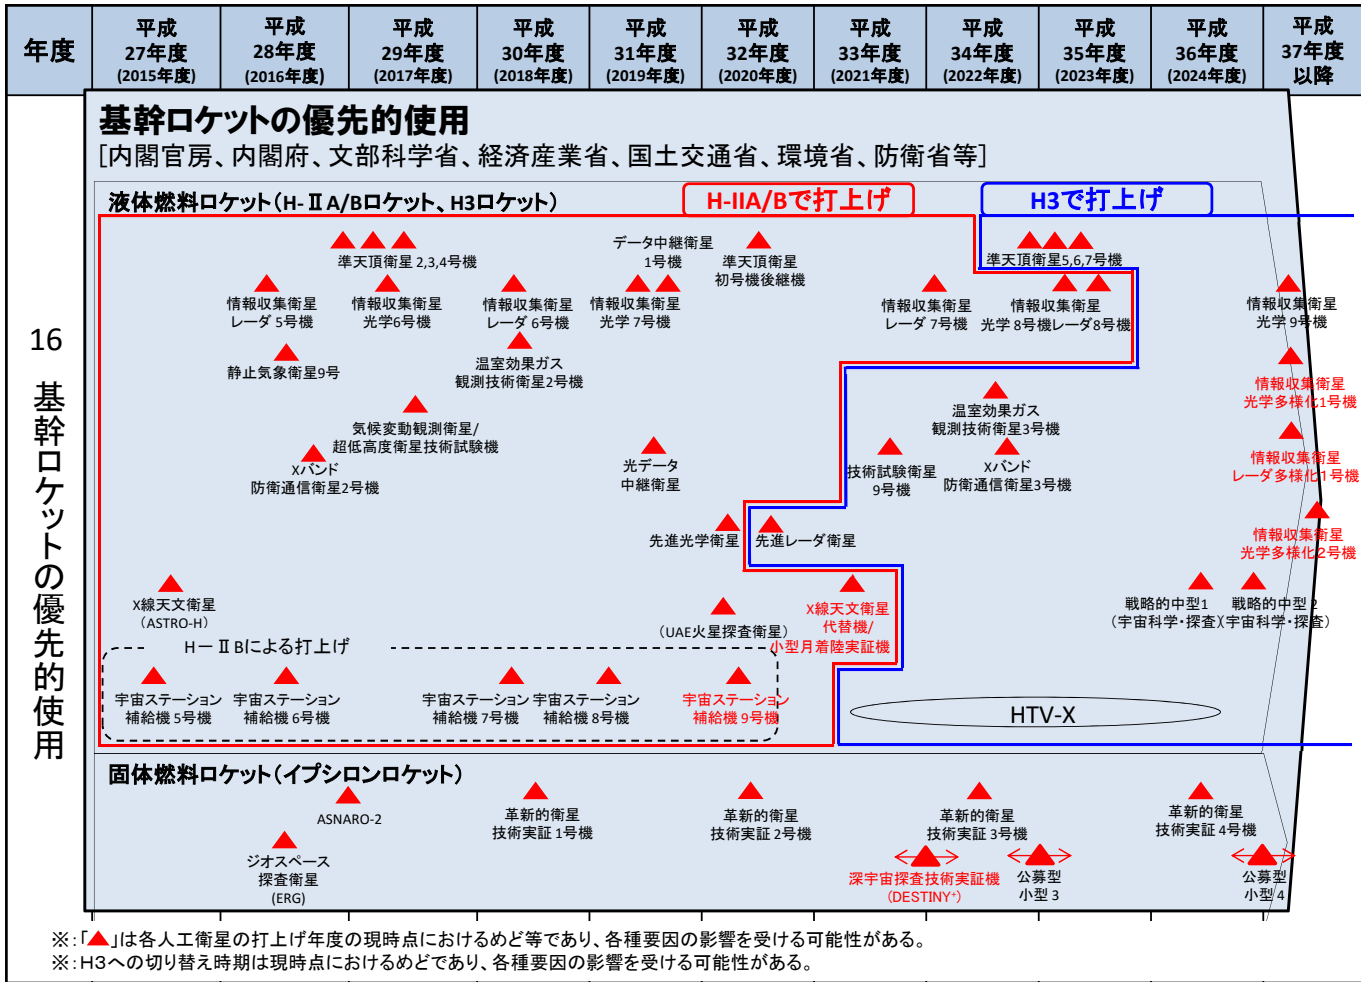 年度
平成
27年度
(2015年度)
平成
28年度
(2016年度)
平成
29年度
(2017年度)
平成
30年度
(2018年度)
平成
31年度
(2019年度)
平成
32年度
(2020年度)
平成
33年度
(2021年度)
平成
34年度
(2022年度)
平成
35年度
(2023年度)
平成
36年度
(2024年度)
平成
37年度
以降
16 基幹ロケットの優先的使用
基幹ロケットの優先的使用
[内閣官房、内閣府、文部科学省、経済産業省、国土交通省、環境省、防衛省等]
液体燃料ロケット(H-ⅡA/Bロケット、H3ロケット)
H-IIA/Bで打上げ
H3で打上げ
準天頂衛星 2,3,4号機
データ中継衛星
1号機
準天頂衛星
初号機後継機
準天頂衛星5,6,7号機
情報収集衛星
レーダ 5号機
情報収集衛星
光学6号機
情報収集衛星
レーダ 6号機
情報収集衛星
光学 7号機
情報収集衛星
レーダ 7号機
情報収集衛星
光学 8号機レーダ8号機
情報収集衛星
光学 9号機
静止気象衛星9号
温室効果ガス
観測技術衛星2号機
情報収集衛星
光学多様化1号機
気候変動観測衛星/
超低高度衛星技術試験機
温室効果ガス
観測技術衛星3号機
Xバンド
防衛通信衛星2号機
光データ
中継衛星
技術試験衛星
9号機
Xバンド
防衛通信衛星3号機
情報収集衛星
レーダ多様化1号機
先進光学衛星
先進レーダ衛星
情報収集衛星
光学多様化2号機
X線天文衛星
(ASTRO-H)
(UAE火星探査衛星)
X線天文衛星
代替機/
小型月着陸実証機
戦略的中型1
(宇宙科学・探査)
戦略的中型 2
(宇宙科学・探査)
H-ⅡBによる打上げ
宇宙ステーション
補給機 5号機
宇宙ステーション
補給機 6号機
宇宙ステーション
補給機 7号機
宇宙ステーション
補給機 8号機
宇宙ステーション
補給機 9号機
HTV-X
固体燃料ロケット(イプシロンロケット)
ASNARO-2
革新的衛星
技術実証 1号機
革新的衛星
技術実証 2号機
革新的衛星
技術実証 3号機
革新的衛星
技術実証 4号機
ジオスペース
探査衛星
(ERG)
深宇宙探査技術実証機
(DESTINY⁺)
公募型
小型 3
公募型
小型 4
※:「▲」は各人工衛星の打上げ年度の現時点におけるめど等であり、各種要因の影響を受ける可能性がある。
※:H3への切り替え時期は現時点におけるめどであり、各種要因の影響を受ける可能性がある。